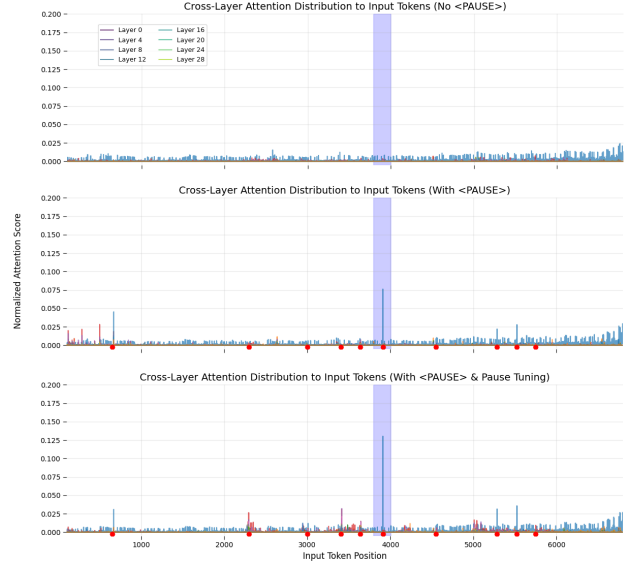 Cross-Layer Attention Distribution to Input Tokens (No <PAUSE>)
0.200
0.175
0.150
0.125
0.100
0.075
0.050
0.025
0.000
Layer 0
Layer 4
Layer 8
Layer 12
Layer 16
Layer 20
Layer 24
Layer 28
Cross-Layer Attention Distribution to Input Tokens (With <PAUSE>)
0.200
0.175
0.150
0.125
0.100
0.075
0.050
0.025
0.000
Normalized Attention Score
Cross-Layer Attention Distribution to Input Tokens (With <PAUSE> & Pause Tuning)
0.200
0.175
0.150
0.125
0.100
0.075
0.050
0.025
0.000
1000 2000 3000 4000 5000 6000
Input Token Position